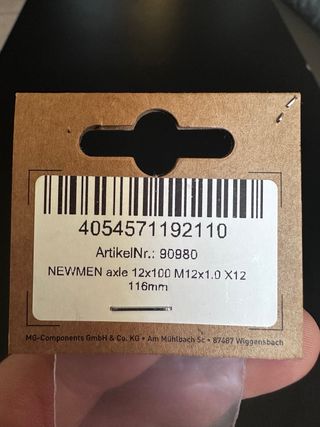 4054571192110
ArtikelNr.: 90980
NEWMEN axle 12x100 M12x1.0 X12
116mm
MG-Components GmbH & Co. KG • Am Mühlbach 5c • 87487 Wiggensbach